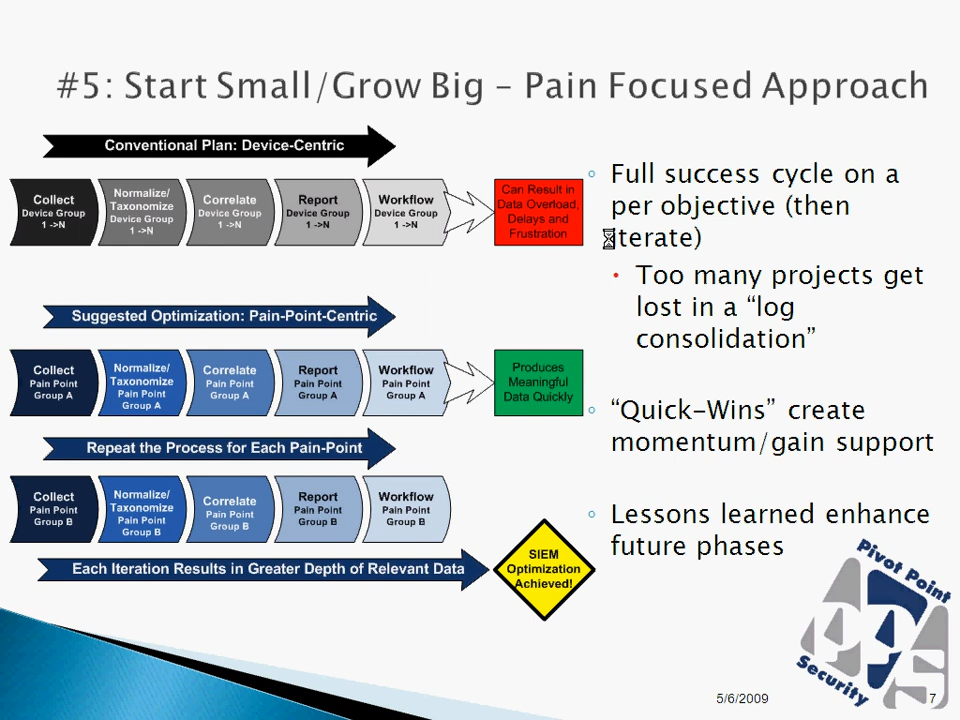 #5: Start Small/Grow Big – Pain Focused Approach
Conventional Plan: Device-Centric
Collect
Device Group
1 ->N
Normalize/
Taxonomize
Device Group
1 ->N
Correlate
Device Group
1 ->N
Report
Device Group
1 ->N
Workflow
Device Group
1 ->N
Can Result in
Data Overload,
Delays and
Frustration
Suggested Optimization: Pain-Point-Centric
Collect
Pain Point
Group A
Normalize/
Taxonomize
Pain Point
Group A
Correlate
Pain Point
Group A
Report
Pain Point
Group A
Workflow
Pain Point
Group A
Produces
Meaningful
Data Quickly
Repeat the Process for Each Pain-Point
Collect
Pain Point
Group B
Normalize/
Taxonomize
Pain Point
Group B
Correlate
Pain Point
Group B
Report
Pain Point
Group B
Workflow
Pain Point
Group B
Each Iteration Results in Greater Depth of Relevant Data
SIEM
Optimization
Achieved!
Full success cycle on a
per objective (then
terate)
Too many projects get
lost in a “log
consolidation”
“Quick-Wins” create
momentum/gain support
Lessons learned enhance
future phases
Pivot Point
Security
5/6/2009
7